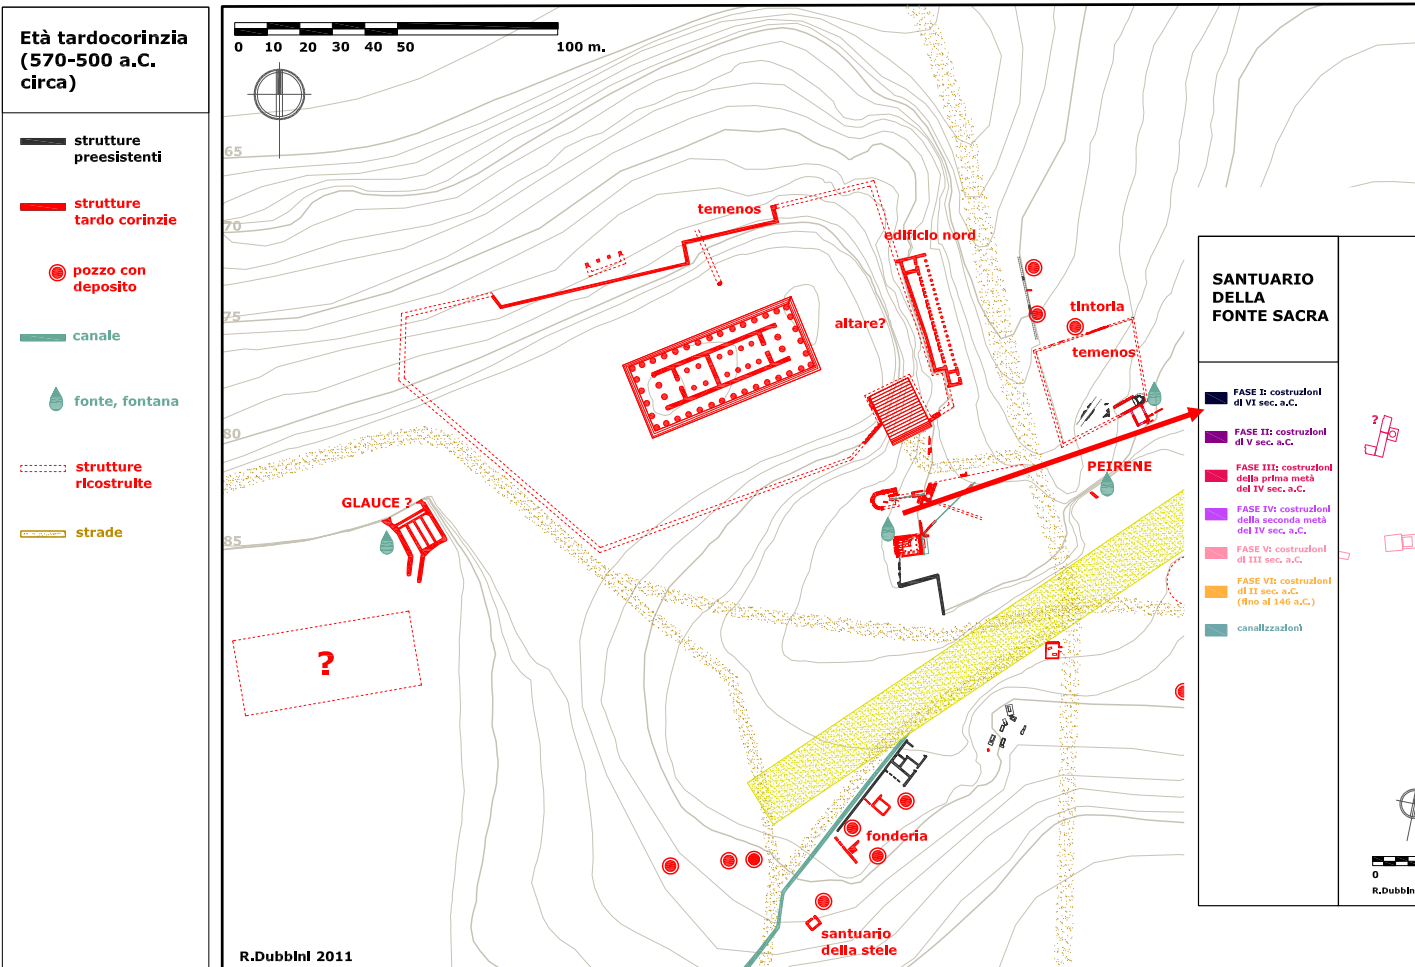 Età tardocorinzia
(570-500 a.C.
circa)
strutture
preesistenti
strutture
tardo corinzie
pozzo con
deposito
canale
fonte, fontana
strutture
ricostruite
strade
0 10 20 30 40 50 100 m.
65
70
75
80
85
temenos
edificio nord
altare?
tintoria
temenos
PEIRENE
GLAUCE ?
?
fonderia
santuario
della stele
R.Dubbini 2011
SANTUARIO
DELLA
FONTE SACRA
FASE I: costruzioni
di VI sec. a.C.
FASE II: costruzioni
di V sec. a.C.
FASE III: costruzioni
della prima metà
del IV sec. a.C.
FASE IV: costruzioni
della seconda metà
del IV sec. a.C.
FASE V: costruzioni
di III sec. a.C.
FASE VI: costruzioni
di II sec. a.C.
(fino al 146 a.C.)
canalizzazioni
?
0
R.Dubbin